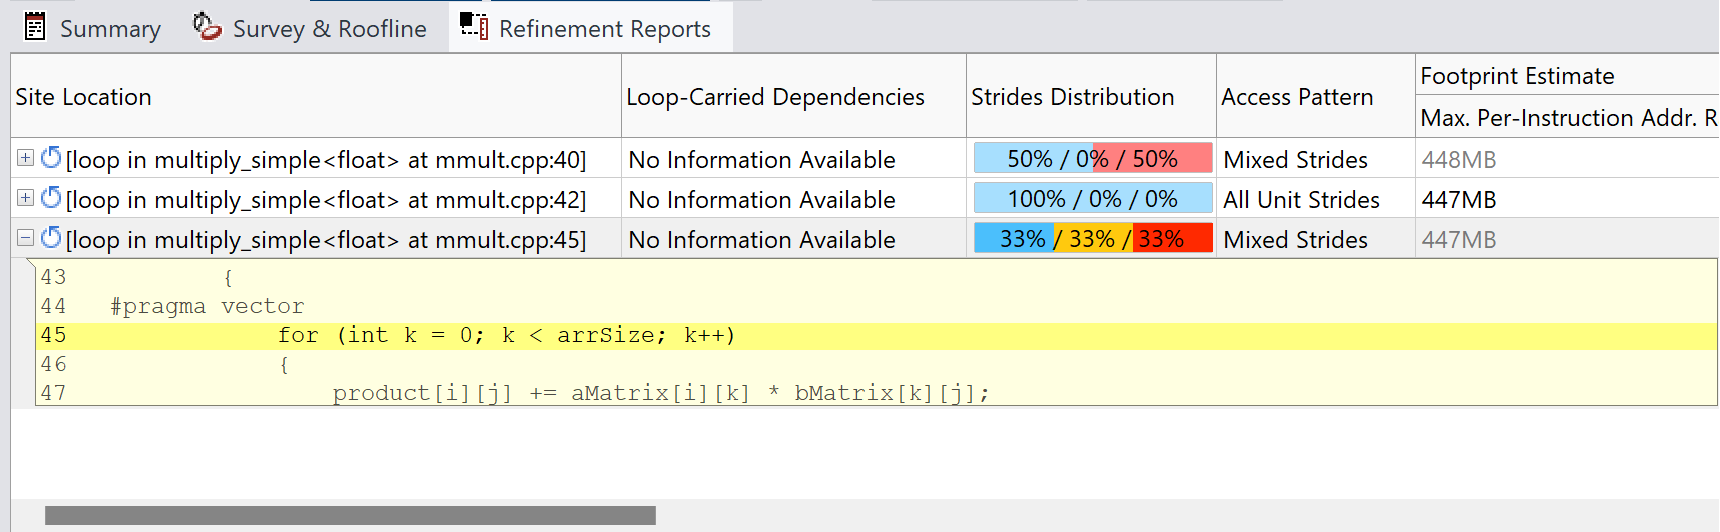 Summary Survey & Roofline Refinement Reports
Site Location Loop-Carried Dependencies Strides Distribution Access Pattern Footprint Estimate
Max. Per-Instruction Addr. R
[loop in multiply_simple<float> at mmult.cpp:40] No Information Available 50% / 0% / 50% Mixed Strides 448MB
[loop in multiply_simple<float> at mmult.cpp:42] No Information Available 100% / 0% / 0% All Unit Strides 447MB
[loop in multiply_simple<float> at mmult.cpp:45] No Information Available 33% / 33% / 33% Mixed Strides 447MB
43 {
44 #pragma vector
45 for (int k = 0; k < arrSize; k++)
46 {
47 product[i][j] += aMatrix[i][k] * bMatrix[k][j];